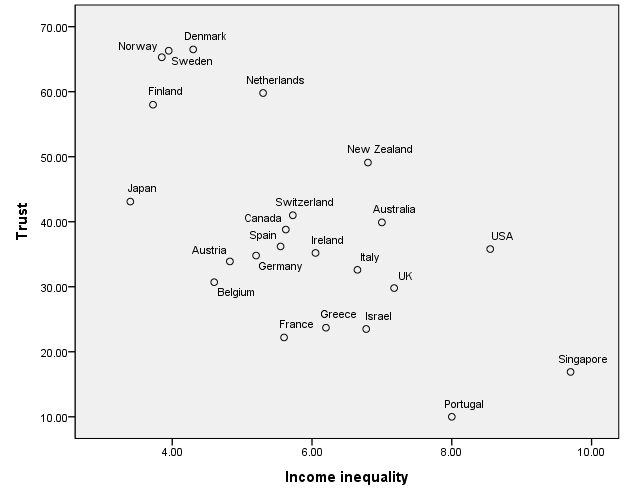 70.00
60.00
50.00
40.00
30.00
20.00
10.00
Trust
Denmark
Norway
Sweden
Finland
Netherlands
New Zealand
Japan
Switzerland
Australia
Canada
Spain
Ireland
USA
Austria
Germany
Italy
Belgium
UK
France
Greece
Israel
Singapore
Portugal
4.00
6.00
8.00
10.00
Income inequality